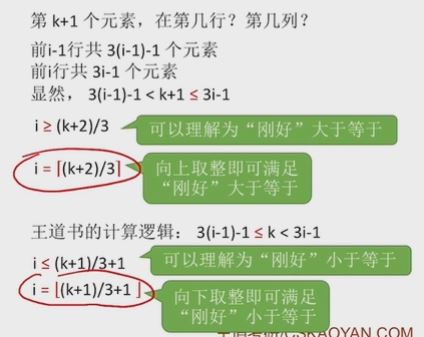 第 k+1 个元素，在第几行？第几列？
前i-1行共 3(i-1)-1 个元素
前i行共 3i-1 个元素
显然， 3(i-1)-1 < k+1 ≤ 3i-1
i ≥ (k+2)/3
可以理解为“刚好”大于等于
i = ⌈(k+2)/3⌉
向上取整即可满足
“刚好”大于等于
王道书的计算逻辑： 3(i-1)-1 ≤ k < 3i-1
i ≤ (k+1)/3+1
可以理解为“刚好”小于等于
i = ⌊(k+1)/3+1 ⌋
向下取整即可满足
“刚好”小于等于
王道考研/CSKAOYAN.COM